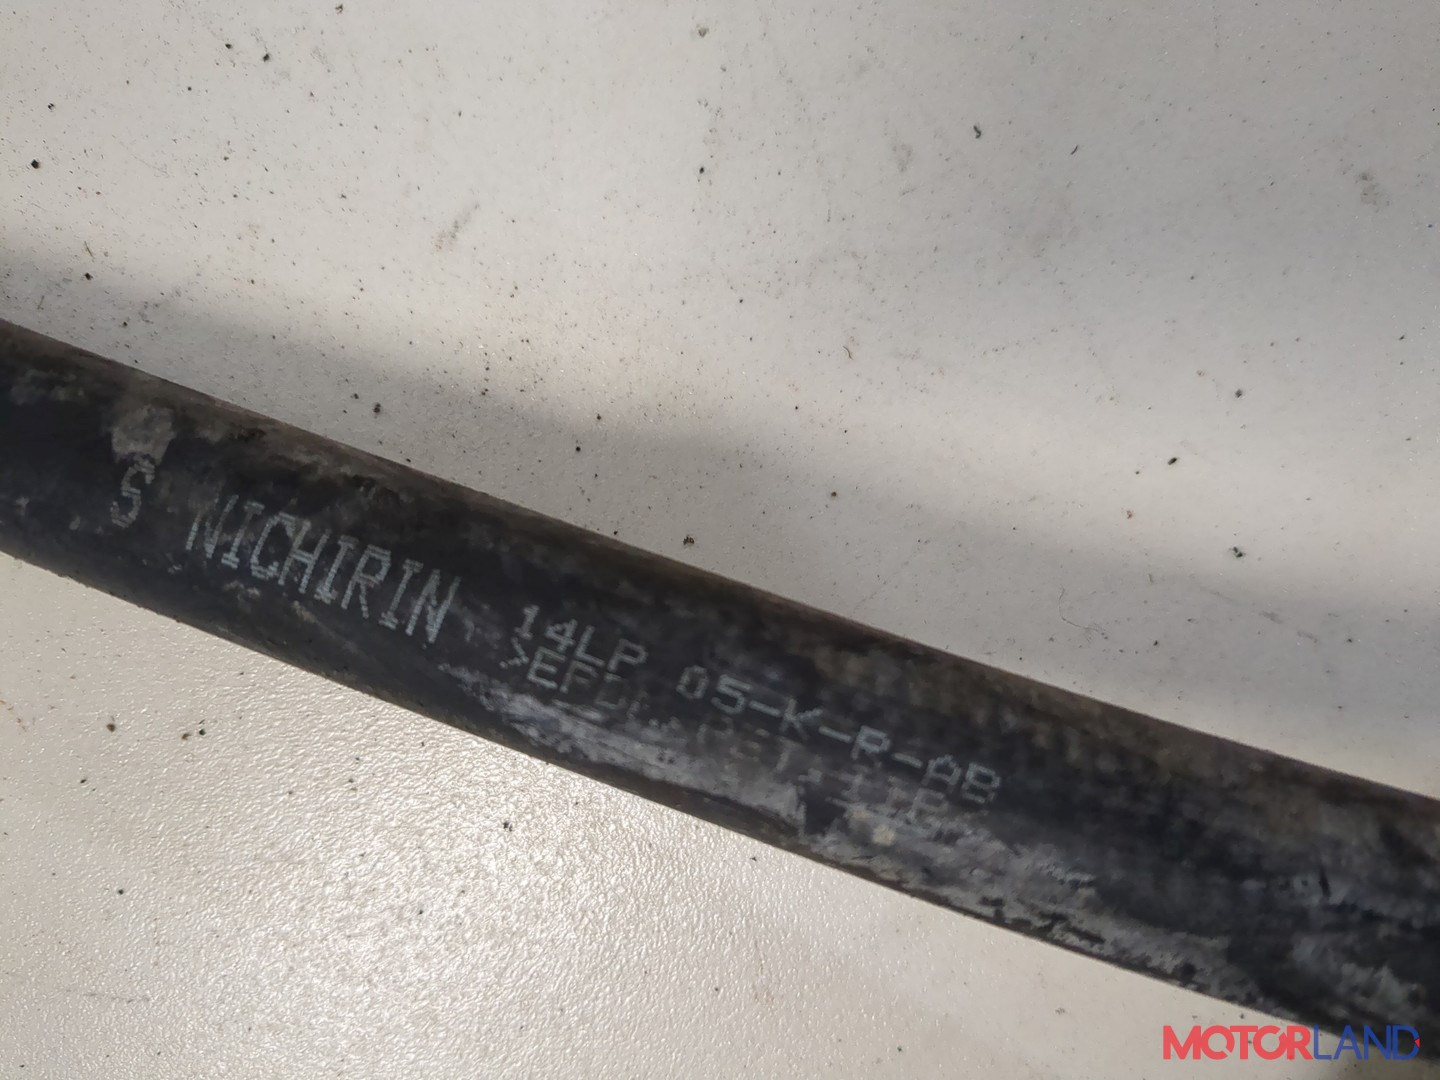 S NICHIRIN
14LP 05-K-R-AB
MOTORLAND